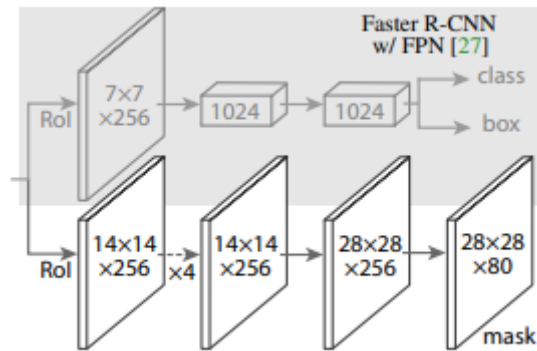 Faster R-CNN
w/ FPN [27]
RoI
7×7
×256
1024
1024
class
box
RoI
14×14
×256
×4
14×14
×256
28×28
×256
28×28
×80
mask